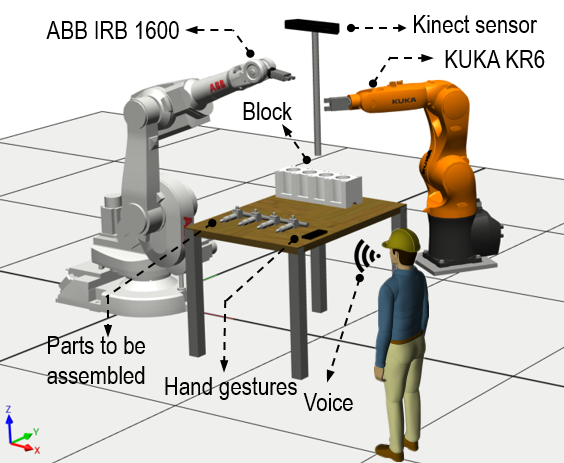 ABB IRB 1600
Kinect sensor
KUKA KR6
ABB
KUKA
Block
Parts to be
assembled
Hand gestures
Voice
Z
Y
X